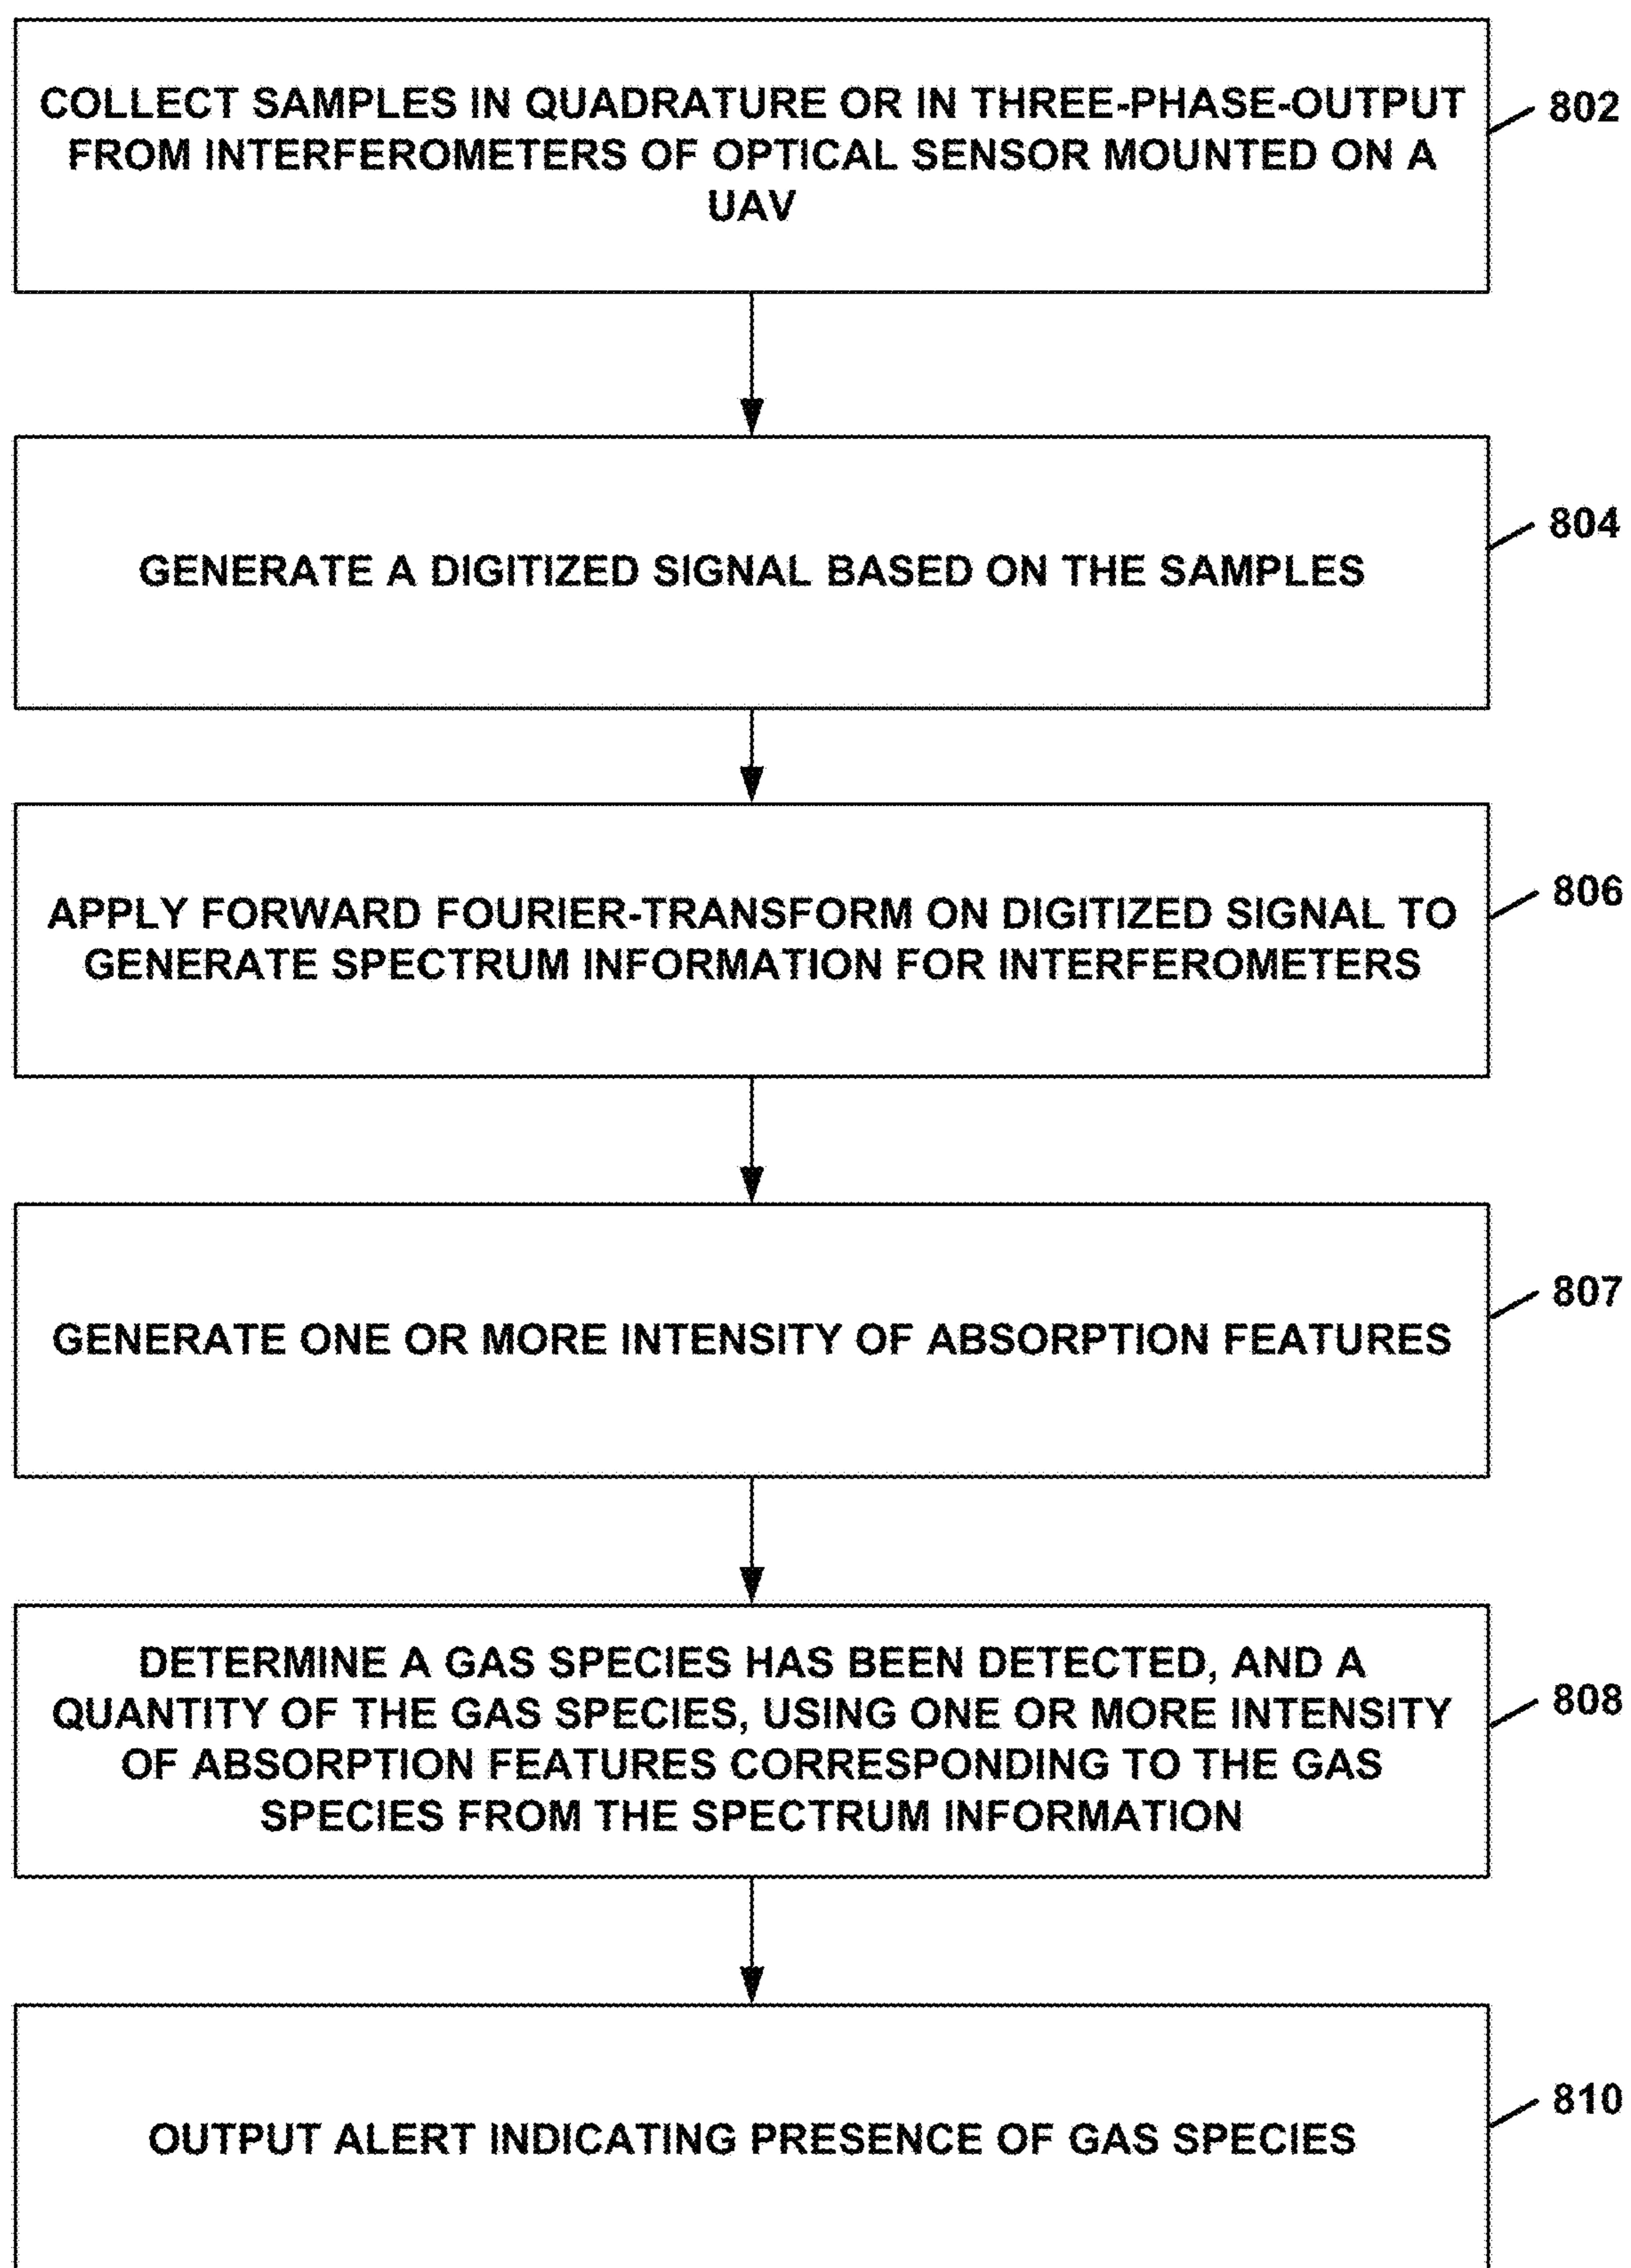 COLLECT SAMPLES IN QUADRATURE OR IN THREE-PHASE-OUTPUT
FROM INTERFEROMETERS OF OPTICAL SENSOR MOUNTED ON A
UAV
802
GENERATE A DIGITIZED SIGNAL BASED ON THE SAMPLES
804
APPLY FORWARD FOURIER-TRANSFORM ON DIGITIZED SIGNAL TO
GENERATE SPECTRUM INFORMATION FOR INTERFEROMETERS
806
GENERATE ONE OR MORE INTENSITY OF ABSORPTION FEATURES
807
DETERMINE A GAS SPECIES HAS BEEN DETECTED, AND A
QUANTITY OF THE GAS SPECIES, USING ONE OR MORE INTENSITY
OF ABSORPTION FEATURES CORRESPONDING TO THE GAS
SPECIES FROM THE SPECTRUM INFORMATION
808
OUTPUT ALERT INDICATING PRESENCE OF GAS SPECIES
810